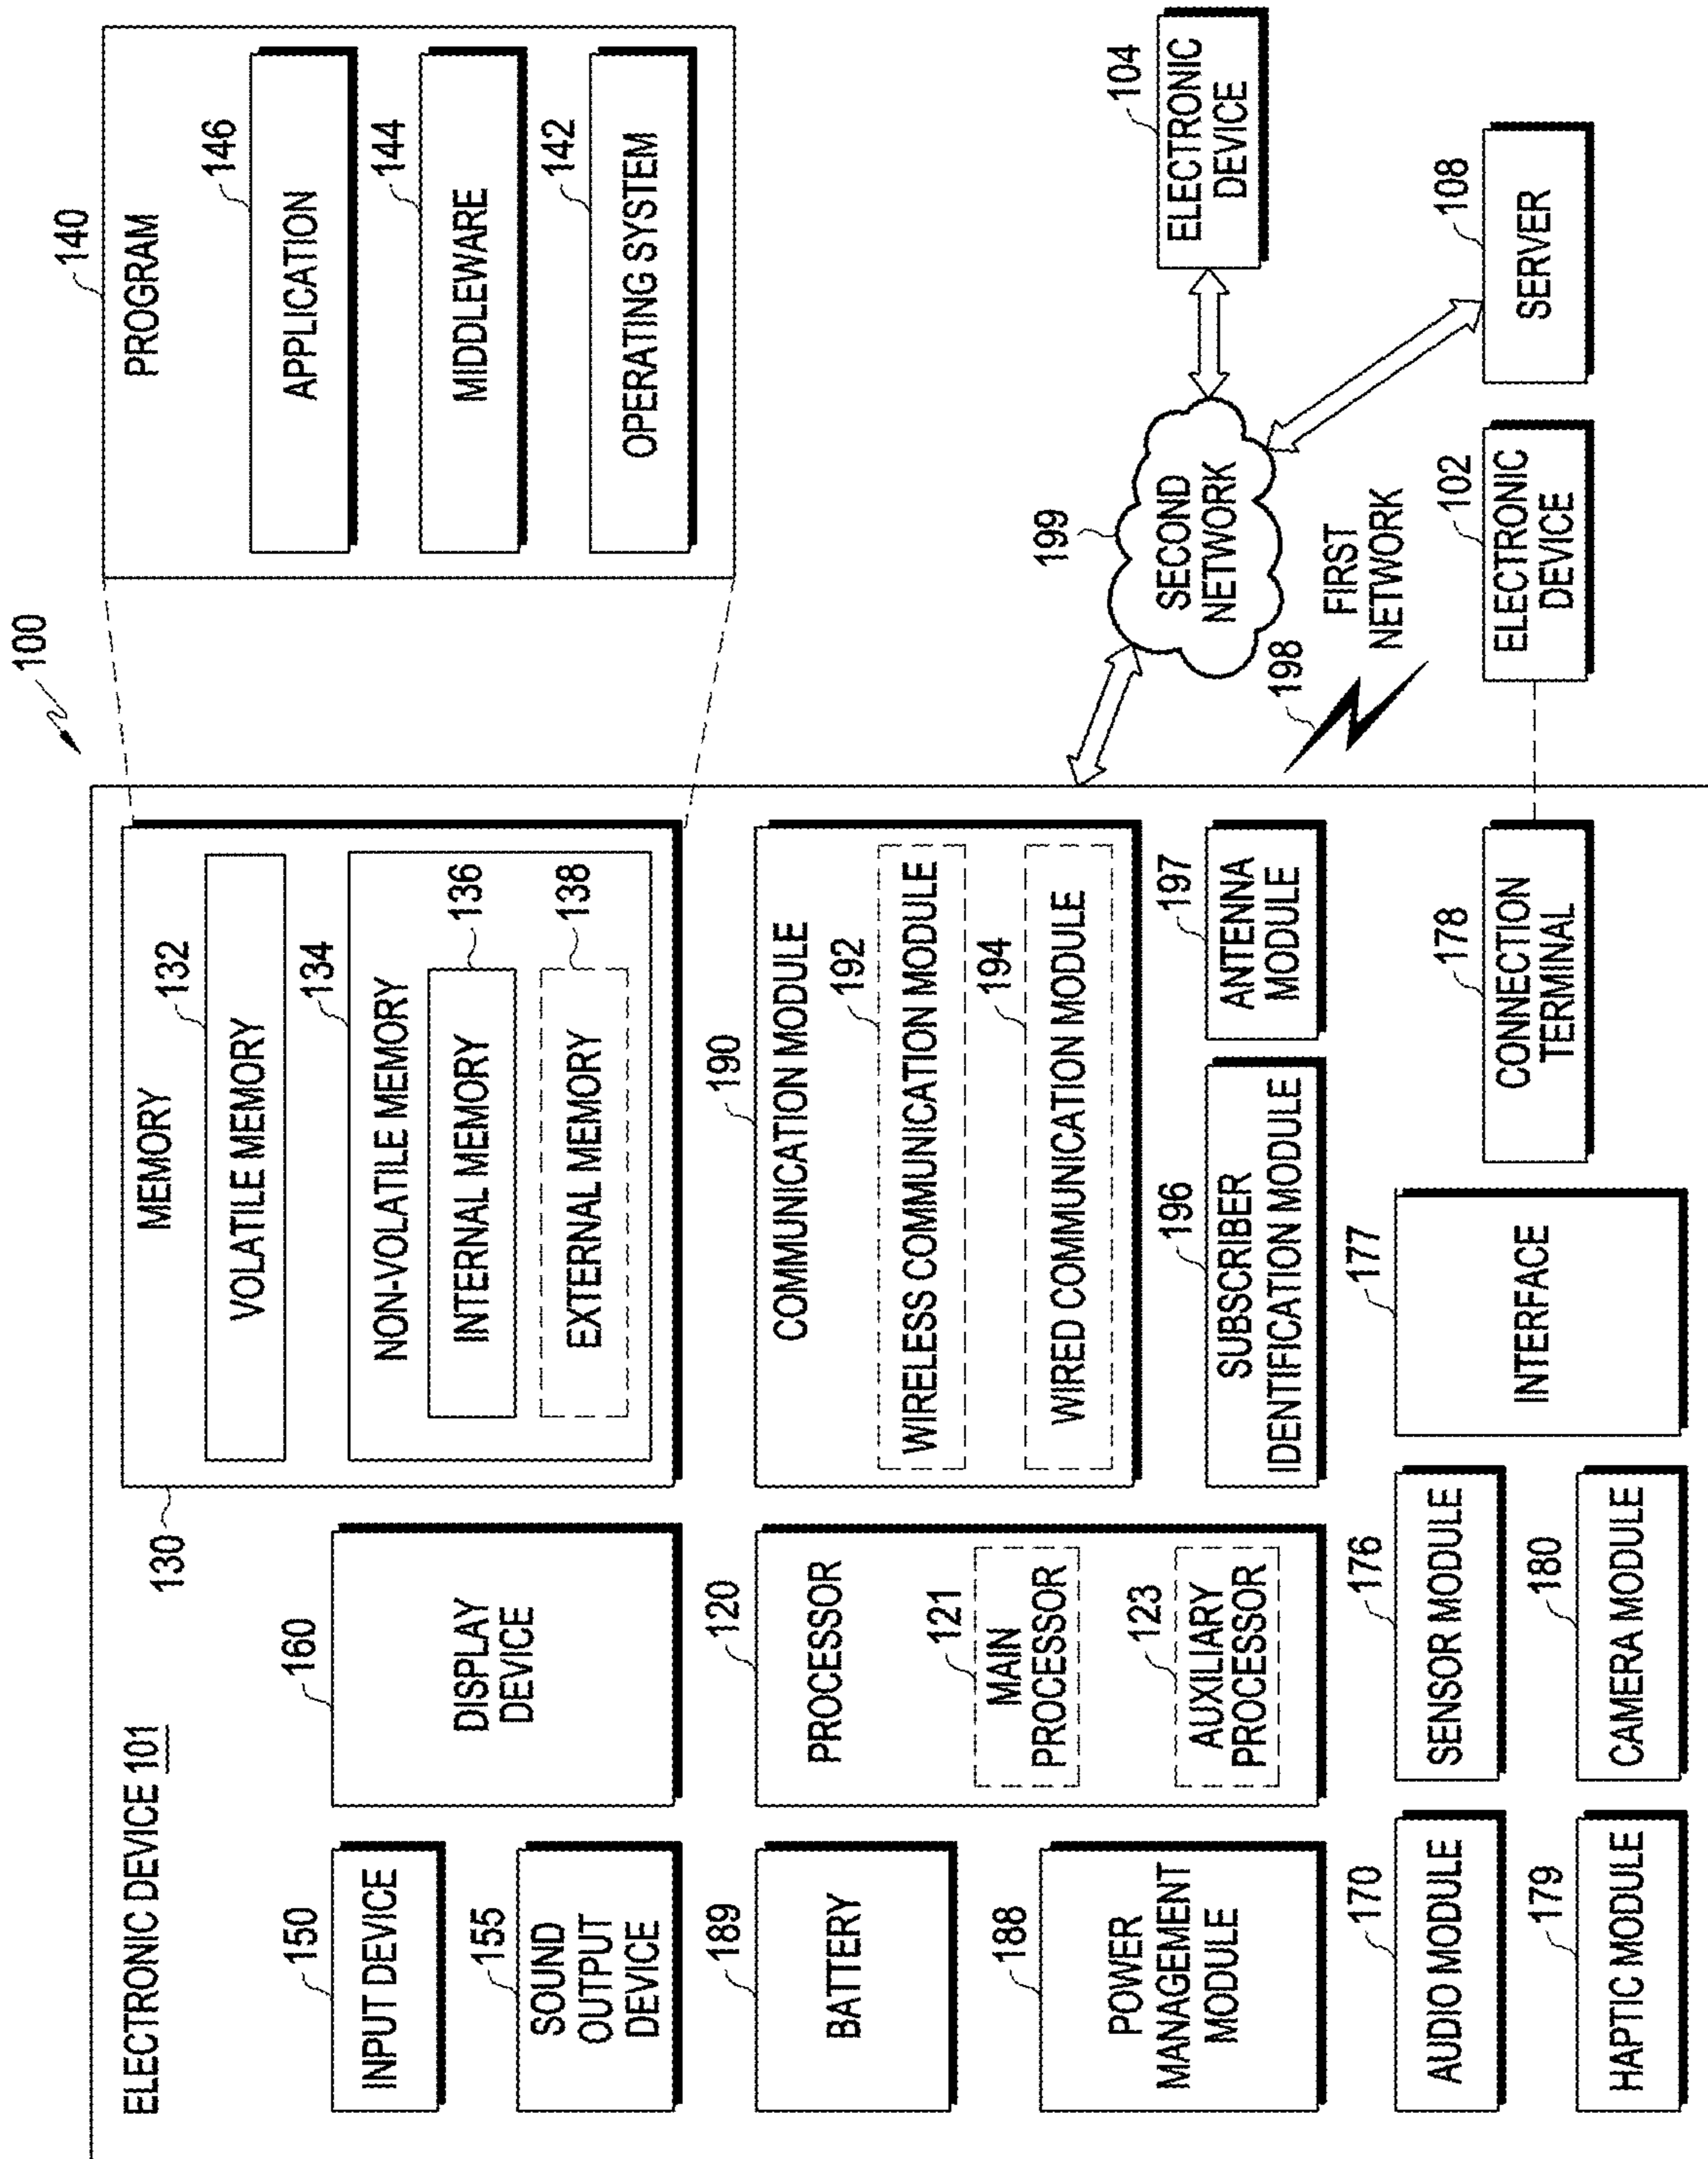 100
ELECTRONIC DEVICE 101
150
INPUT DEVICE
155
SOUND
OUTPUT
DEVICE
160
DISPLAY
DEVICE
130
MEMORY
132
VOLATILE MEMORY
134
NON-VOLATILE MEMORY
136
INTERNAL MEMORY
138
EXTERNAL MEMORY
140
PROGRAM
146
APPLICATION
144
MIDDLEWARE
142
OPERATING SYSTEM
189
BATTERY
188
POWER
MANAGEMENT
MODULE
120
PROCESSOR
121
MAIN
PROCESSOR
123
AUXILIARY
PROCESSOR
190
COMMUNICATION MODULE
192
WIRELESS COMMUNICATION MODULE
194
WIRED COMMUNICATION MODULE
196
SUBSCRIBER
IDENTIFICATION MODULE
197
ANTENNA
MODULE
199
SECOND
NETWORK
104
ELECTRONIC
DEVICE
198
FIRST
NETWORK
108
SERVER
170
AUDIO MODULE
176
SENSOR MODULE
177
INTERFACE
178
CONNECTION
TERMINAL
102
ELECTRONIC
DEVICE
179
HAPTIC MODULE
180
CAMERA MODULE